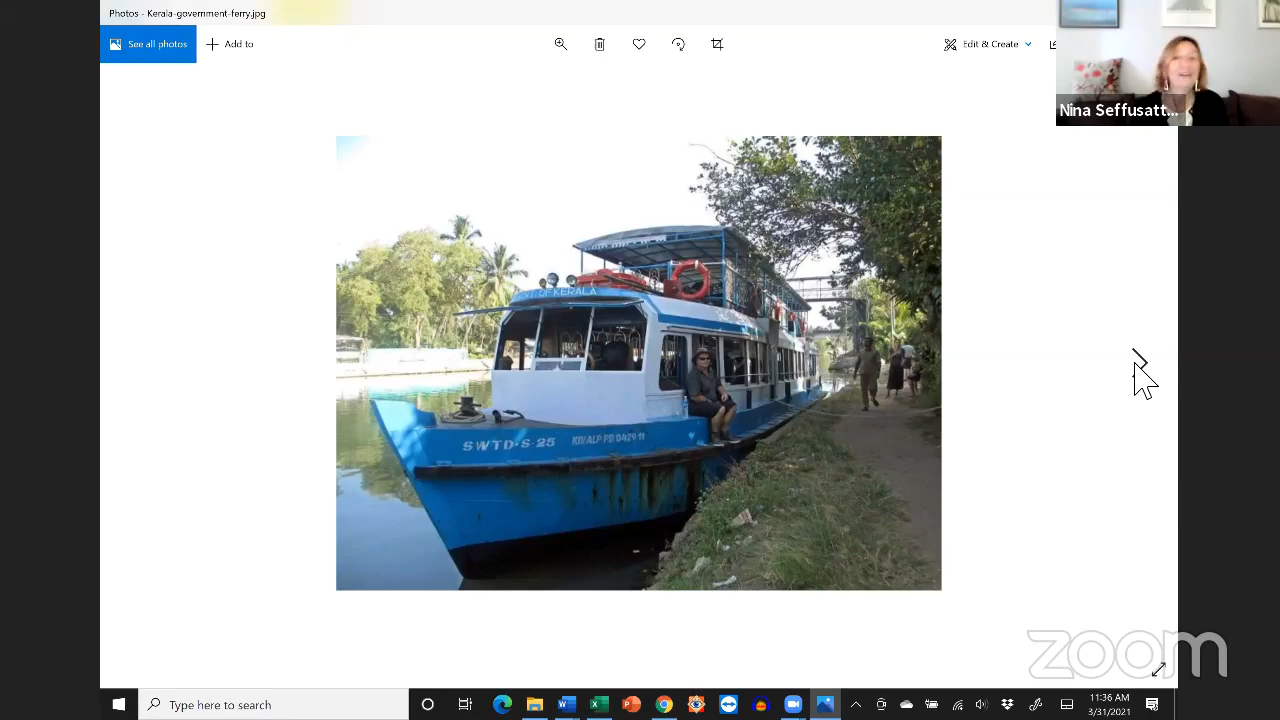 Photos - Kerala-government-ferry.jpg
See all photos
Add to
Edit & Create
Nina Seffusatt...
GOVT. OF KERALA
SWTD-S-25
zoom
Type here to search
11:36 AM
3/31/2021